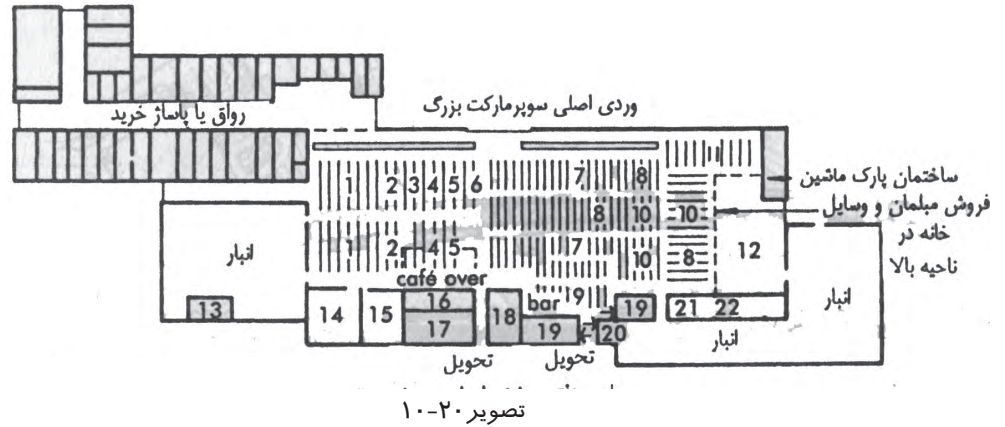 رواق یا پاساژ خرید
وردی اصلی سوپرمارکت بزرگ
ساختمان پارک ماشین
فروش مبلمان و وسایل
خانه در
ناحیه بالا
1 2 3 4 5 6 7 8
8 10 10
1 2 4 5 7 10 8 12
انبار
انبار
café over
bar
9
13 14 15 16 17 18 19 19 20 21 22
انبار
تحویل
تحویل
تصویر ۲۰-۱۰